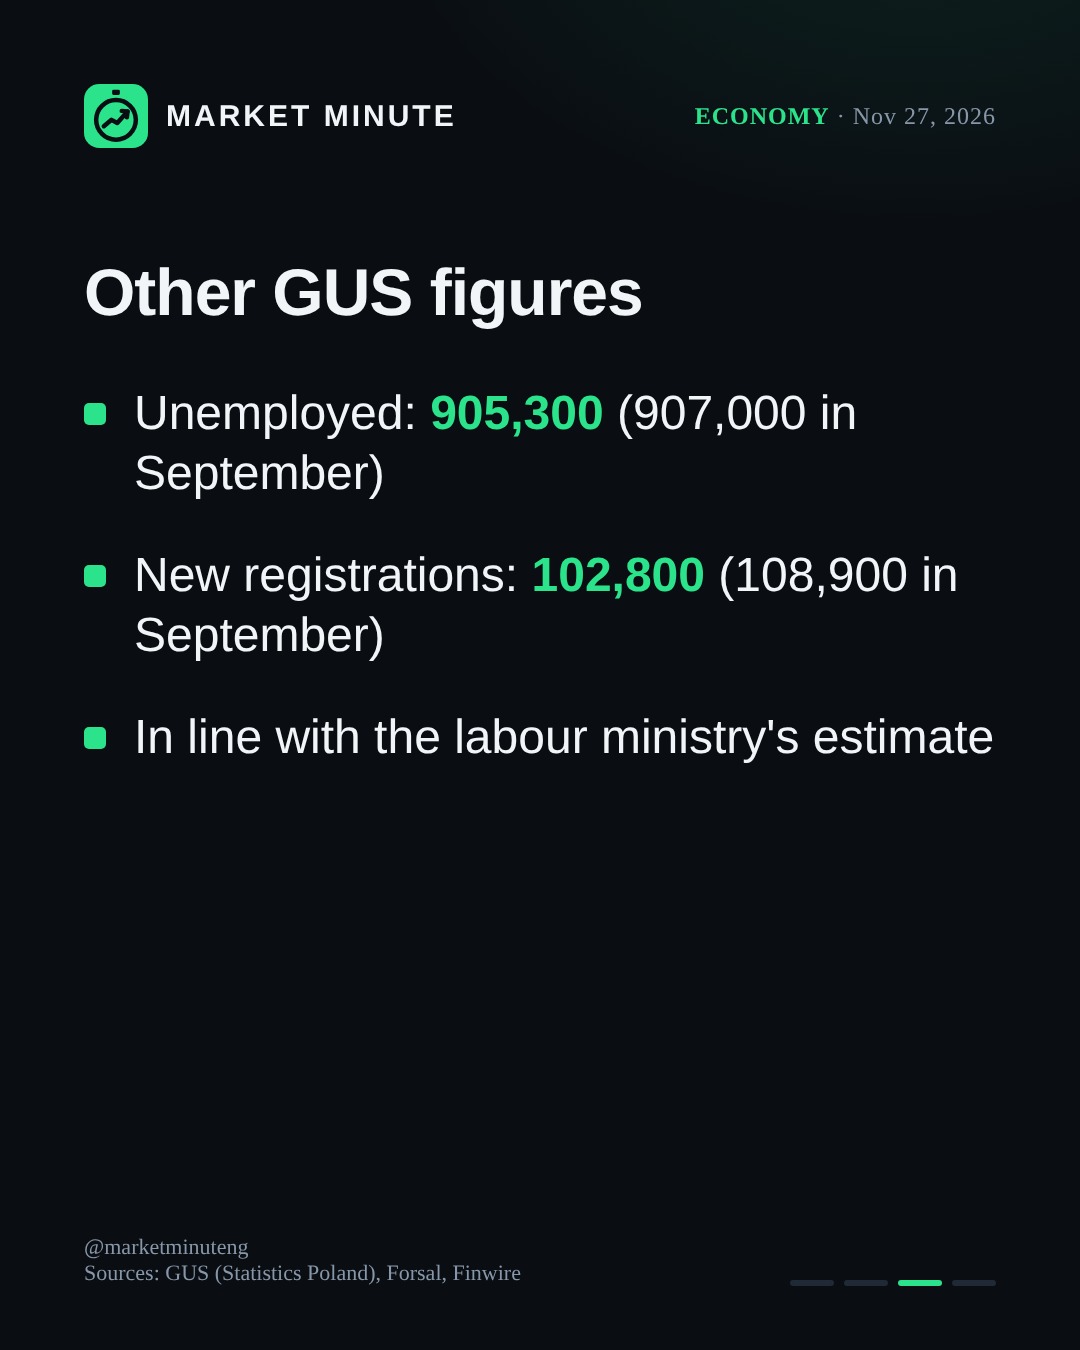 MARKET MINUTE
ECONOMY · Nov 27, 2026
Other GUS figures
Unemployed: 905,300 (907,000 in
September)
New registrations: 102,800 (108,900 in
September)
In line with the labour ministry's estimate
@marketminuteng
Sources: GUS (Statistics Poland), Forsal, Finwire